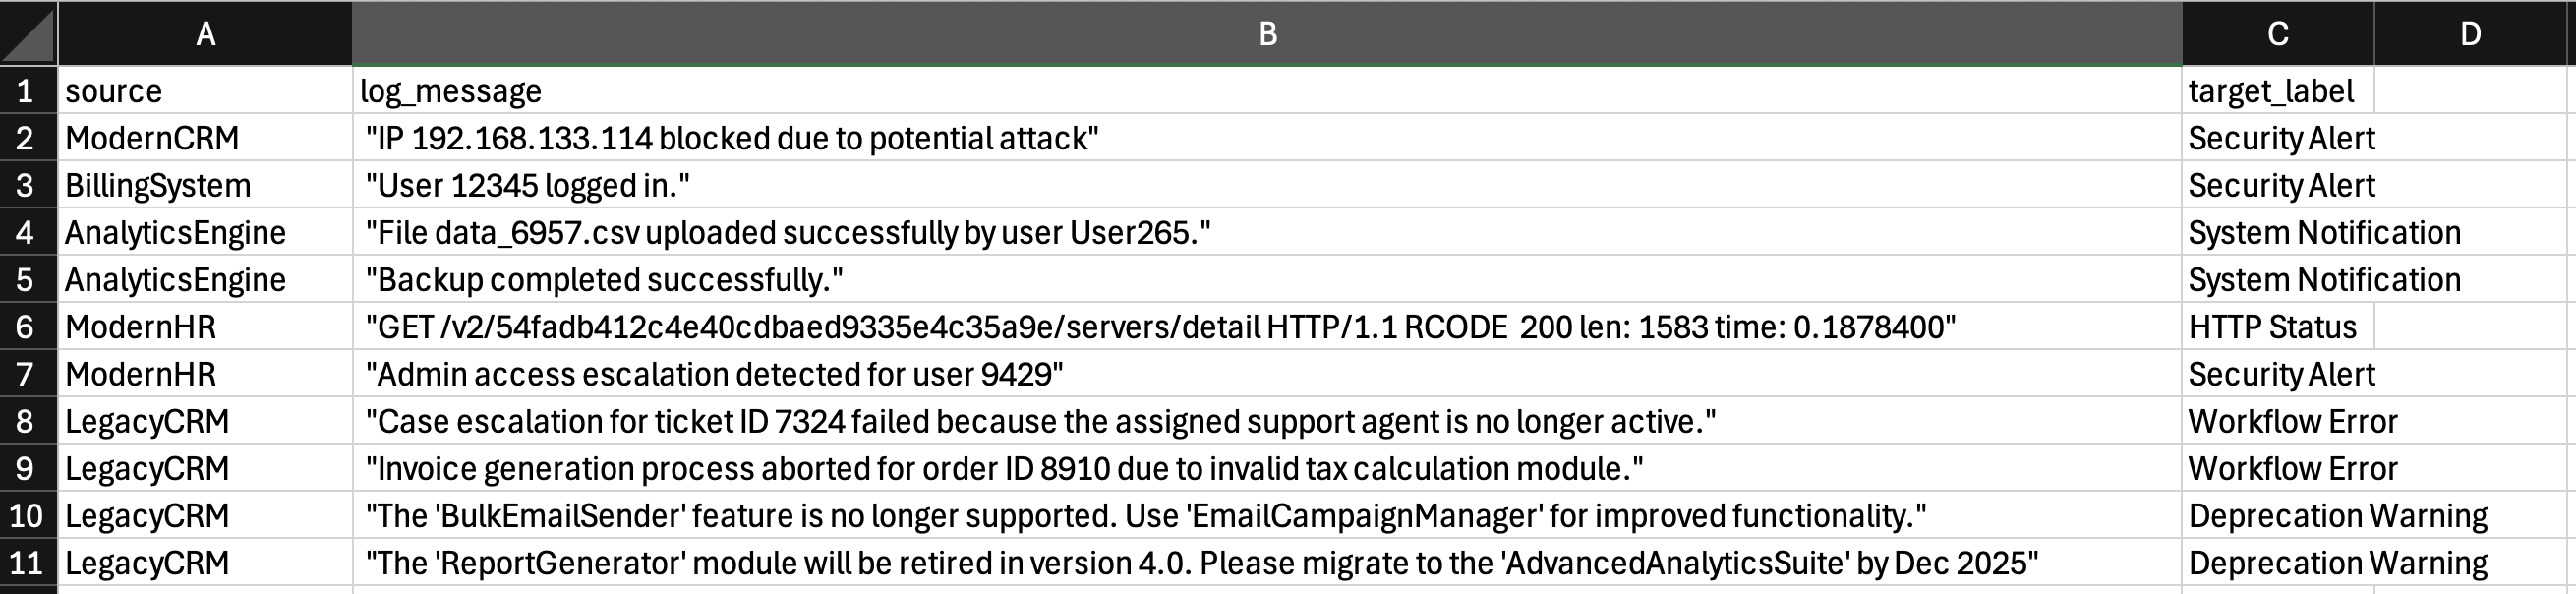 A B C D
1 source log_message target_label
2 ModernCRM "IP 192.168.133.114 blocked due to potential attack" Security Alert
3 BillingSystem "User 12345 logged in." Security Alert
4 AnalyticsEngine "File data_6957.csv uploaded successfully by user User265." System Notification
5 AnalyticsEngine "Backup completed successfully." System Notification
6 ModernHR "GET /v2/54fadb412c4e40cdbaed9335e4c35a9e/servers/detail HTTP/1.1 RCODE  200 len: 1583 time: 0.1878400" HTTP Status
7 ModernHR "Admin access escalation detected for user 9429" Security Alert
8 LegacyCRM "Case escalation for ticket ID 7324 failed because the assigned support agent is no longer active." Workflow Error
9 LegacyCRM "Invoice generation process aborted for order ID 8910 due to invalid tax calculation module." Workflow Error
10 LegacyCRM "The 'BulkEmailSender' feature is no longer supported. Use 'EmailCampaignManager' for improved functionality." Deprecation Warning
11 LegacyCRM "The 'ReportGenerator' module will be retired in version 4.0. Please migrate to the 'AdvancedAnalyticsSuite' by Dec 2025" Deprecation Warning